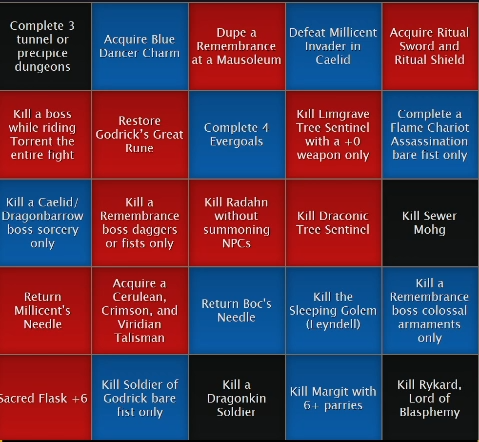 Complete 3
tunnel or
precipice
dungeons
Acquire Blue
Dancer Charm
Dupe a
Remembrance
at a Mausoleum
Defeat Millicent
Invader in
Caelid
Acquire Ritual
Sword and
Ritual Shield
Kill a boss
while riding
Torrent the
entire fight
Restore
Godrick's Great
Rune
Complete 4
Evergoals
Kill Limgrave
Tree Sentinel
with a +0
weapon only
Complete a
Flame Chariot
Assassination
bare fist only
Kill a Caelid/
Dragonbarrow
boss sorcery
only
Kill a
Remembrance
boss daggers
or fists only
Kill Radahn
without
summoning
NPCs
Kill Draconic
Tree Sentinel
Kill Sewer
Mohg
Return
Millicent's
Needle
Acquire a
Cerulean,
Crimson, and
Viridian
Talisman
Return Boc's
Needle
Kill the
Sleeping Golem
(Leyndell)
Kill a
Remembrance
boss colossal
armaments
only
Sacred Flask +6
Kill Soldier of
Godrick bare
fist only
Kill a
Dragonkin
Soldier
Kill Margit with
6+ parries
Kill Rykard,
Lord of
Blasphemy